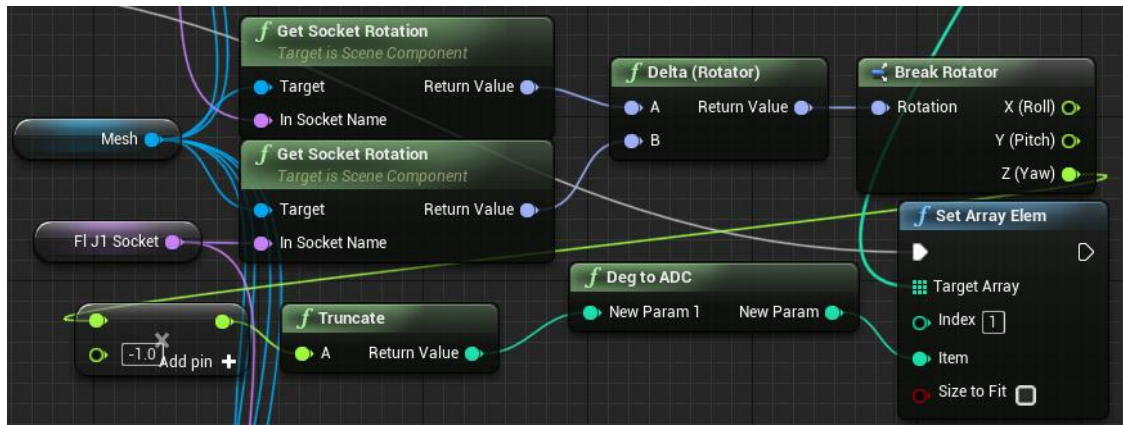 Get Socket Rotation
Target is Scene Component
Target Return Value
In Socket Name
Mesh
Get Socket Rotation
Target is Scene Component
Target Return Value
In Socket Name
Fl J1 Socket
Delta (Rotator)
A Return Value
B
Break Rotator
Rotation X (Roll)
Y (Pitch)
Z (Yaw)
-1.0 Add pin
Truncate
A Return Value
Deg to ADC
New Param 1 New Param
Set Array Elem
Target Array
Index 1
Item
Size to Fit